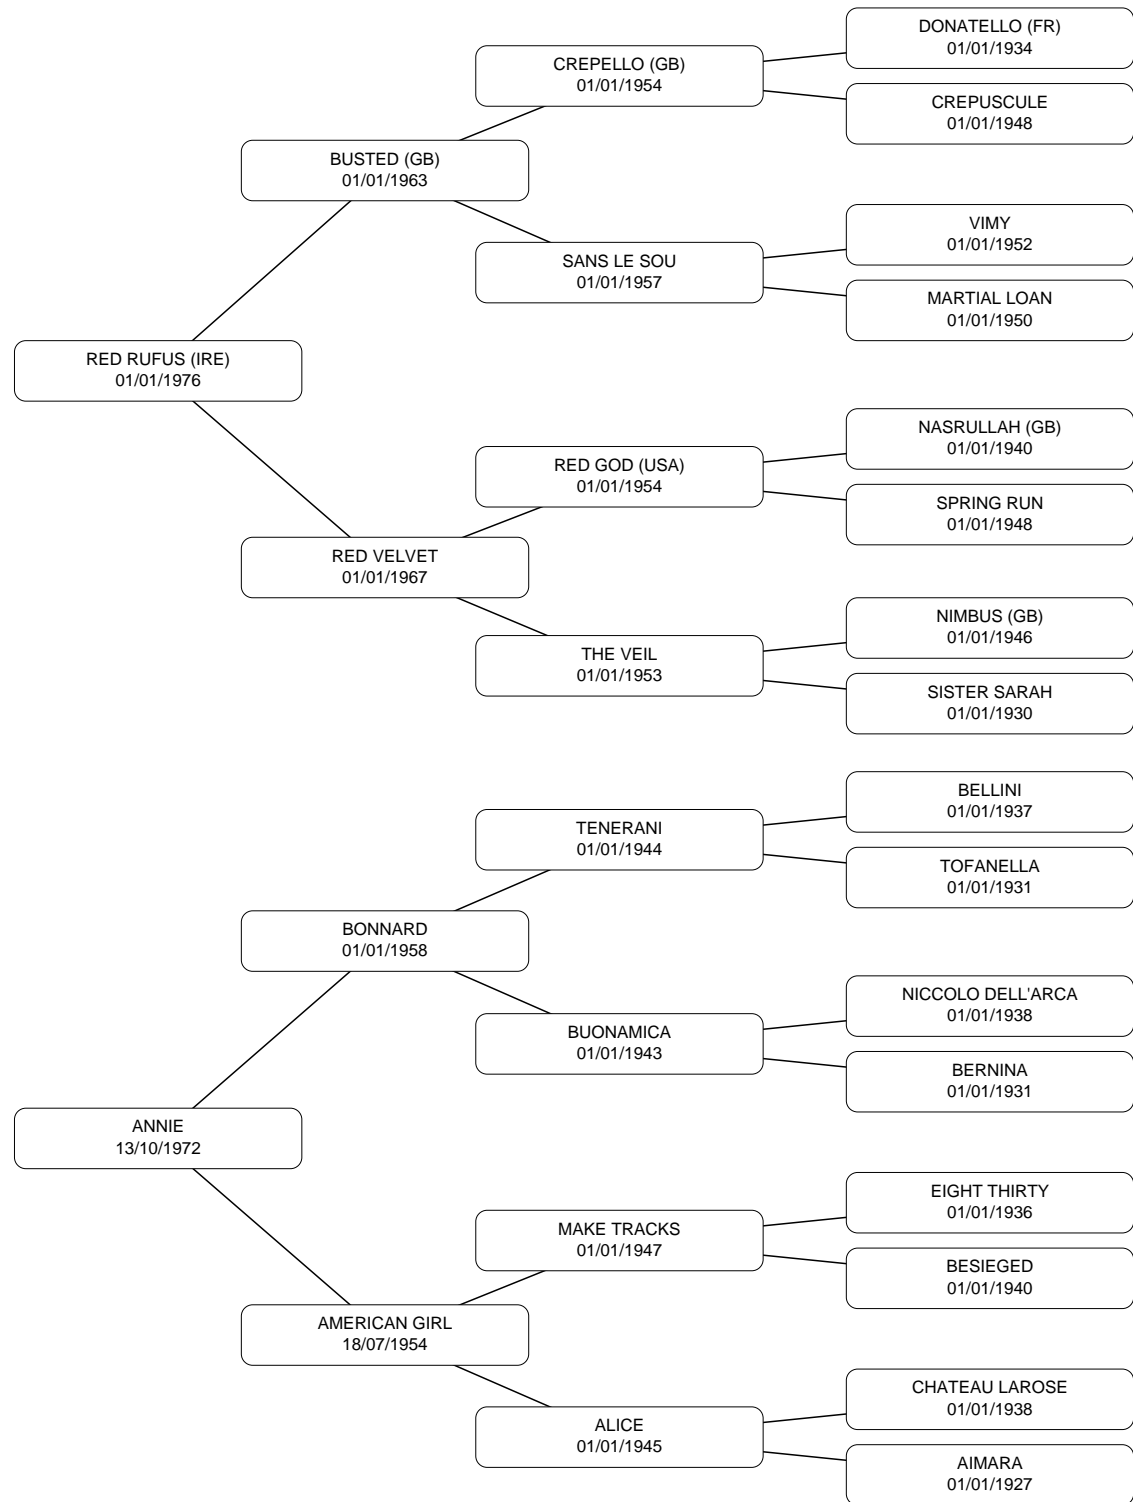 DONATELLO (FR)
01/01/1934
CREPELLO (GB)
01/01/1954
CREPUSCULE
01/01/1948
BUSTED (GB)
01/01/1963
VIMY
01/01/1952
SANS LE SOU
01/01/1957
MARTIAL LOAN
01/01/1950
RED RUFUS (IRE)
01/01/1976
NASRULLAH (GB)
01/01/1940
RED GOD (USA)
01/01/1954
SPRING RUN
01/01/1948
RED VELVET
01/01/1967
NIMBUS (GB)
01/01/1946
THE VEIL
01/01/1953
SISTER SARAH
01/01/1930
BELLINI
01/01/1937
TENERANI
01/01/1944
TOFANELLA
01/01/1931
BONNARD
01/01/1958
NICCOLO DELL'ARCA
01/01/1938
BUONAMICA
01/01/1943
BERNINA
01/01/1931
ANNIE
13/10/1972
EIGHT THIRTY
01/01/1936
MAKE TRACKS
01/01/1947
BESIEGED
01/01/1940
AMERICAN GIRL
18/07/1954
CHATEAU LAROSE
01/01/1938
ALICE
01/01/1945
AIMARA
01/01/1927